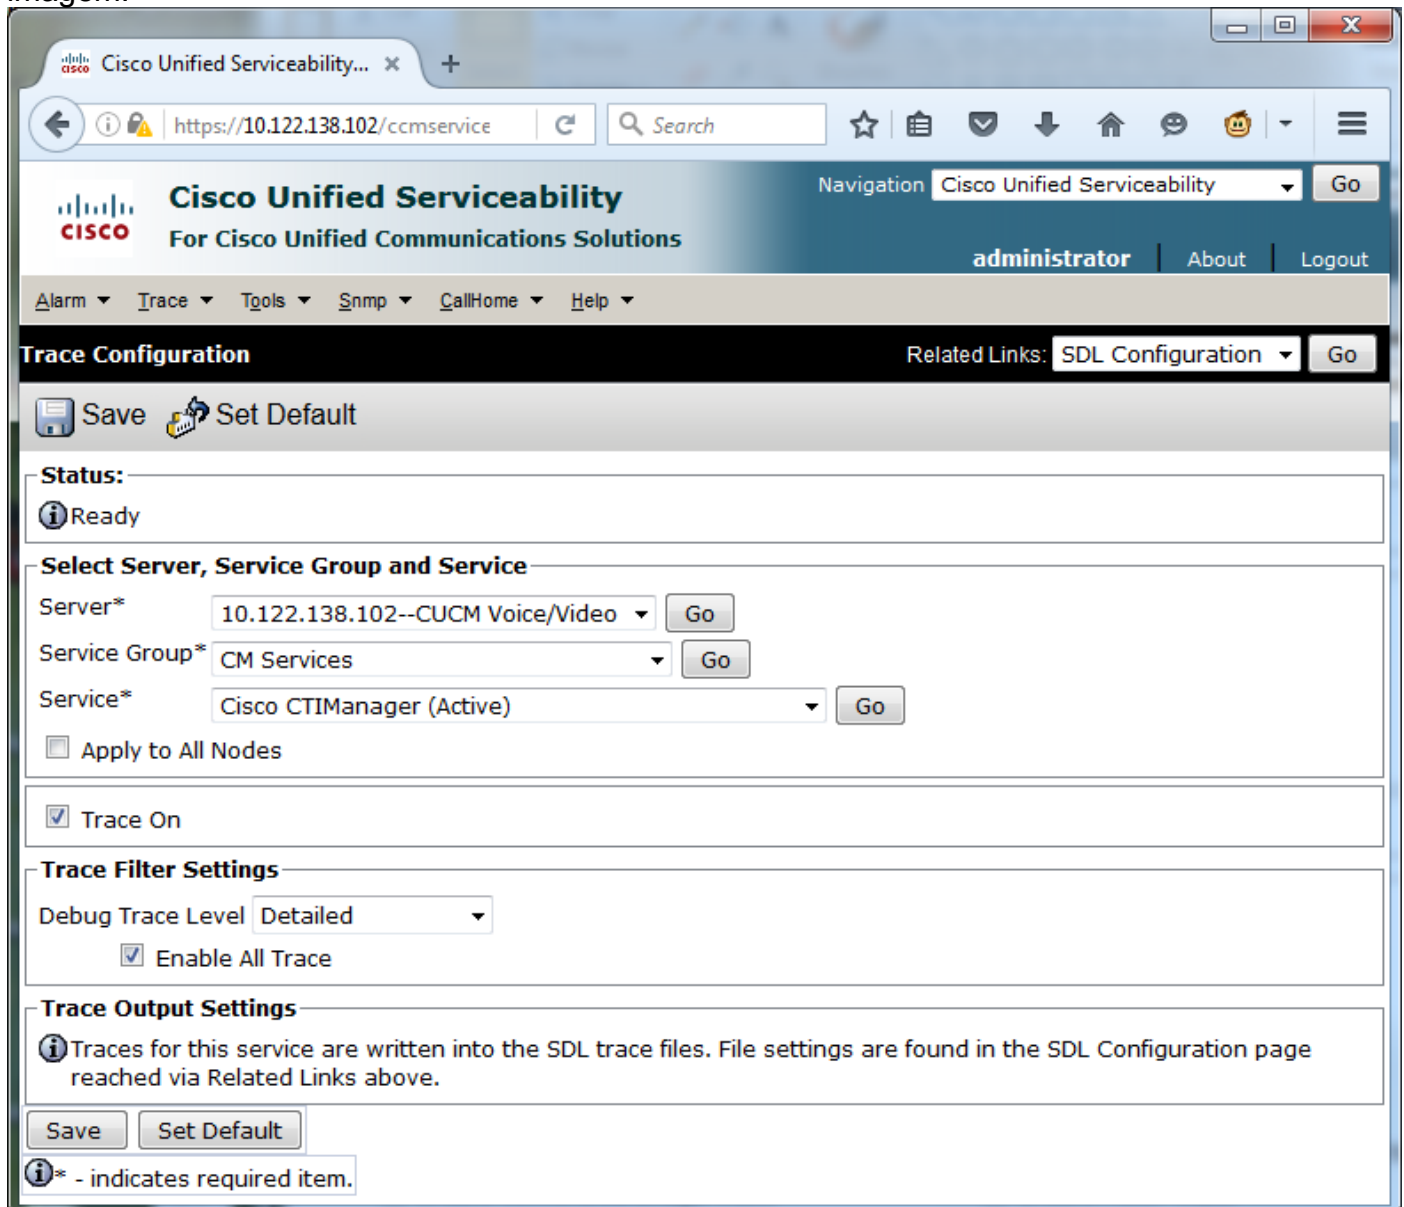 imagem:
Cisco Unified Serviceability...
https://10.122.138.102/ccmservice
Search
cisco
Cisco Unified Serviceability
For Cisco Unified Communications Solutions
Navigation Cisco Unified Serviceability Go
administrator About Logout
Alarm Trace Tools Snmp CallHome Help
Trace Configuration Related Links: SDL Configuration Go
Save Set Default
Status:
Ready
Select Server, Service Group and Service
Server* 10.122.138.102--CUCM Voice/Video Go
Service Group* CM Services Go
Service* Cisco CTIManager (Active) Go
Apply to All Nodes
Trace On
Trace Filter Settings
Debug Trace Level Detailed
Enable All Trace
Trace Output Settings
Traces for this service are written into the SDL trace files. File settings are found in the SDL Configuration page
reached via Related Links above.
Save Set Default
* - indicates required item.